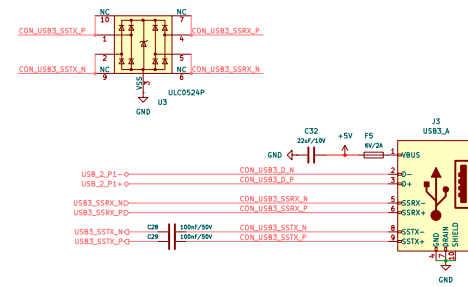 NC NC
10 7
CON_USB3_SSTX_P CON_USB3_SSRX_P
1 4
2 5
CON_USB3_SSTX_N CON_USB3_SSRX_N
9 NC NC 6
VSS
3
ULC0524P
U3
GND
J3
USB3_A
C32
22uF/10V
+5V
F5
6V/2A
GND
1 VBUS
USB_2_P1- CON_USB3_D_N 2 D-
USB_2_P1+ CON_USB3_D_P 3 D+
USB3_SSRX_N CON_USB3_SSRX_N 5 SSRX-
USB3_SSRX_P CON_USB3_SSRX_P 6 SSRX+
USB3_SSTX_N C28 100nF/50V CON_USB3_SSTX_N 8 SSTX-
USB3_SSTX_P C29 100nF/50V CON_USB3_SSTX_P 9 SSTX+
GND DRAIN SHIELD
4 7 10
GND